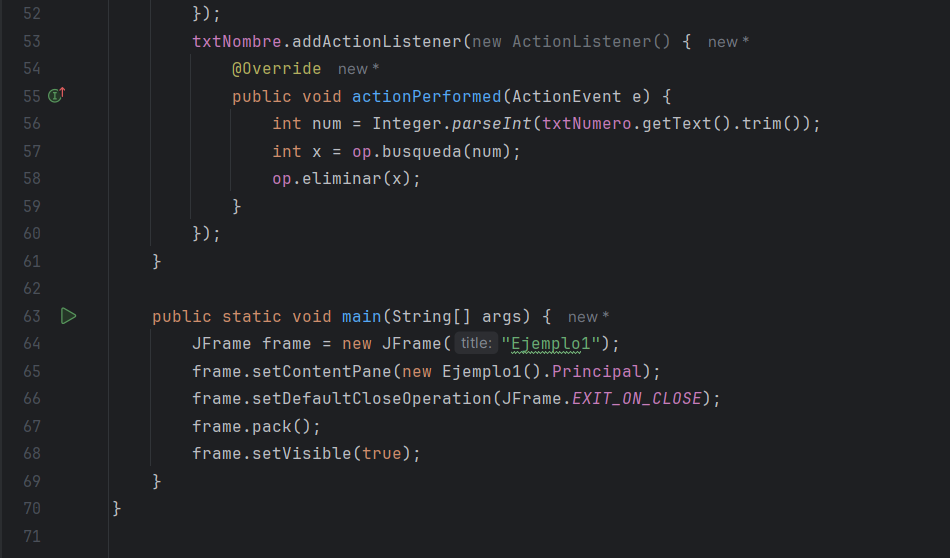 52 });
53 txtNombre.addActionListener(new ActionListener() { new *
54 @Override new *
55 public void actionPerformed(ActionEvent e) {
56 int num = Integer.parseInt(txtNumero.getText().trim());
57 int x = op.busqueda(num);
58 op.eliminar(x);
59 }
60 });
61 }
62
63 public static void main(String[] args) { new *
64 JFrame frame = new JFrame( title: "Ejemplo1");
65 frame.setContentPane(new Ejemplo1().Principal);
66 frame.setDefaultCloseOperation(JFrame.EXIT_ON_CLOSE);
67 frame.pack();
68 frame.setVisible(true);
69 }
70 }
71